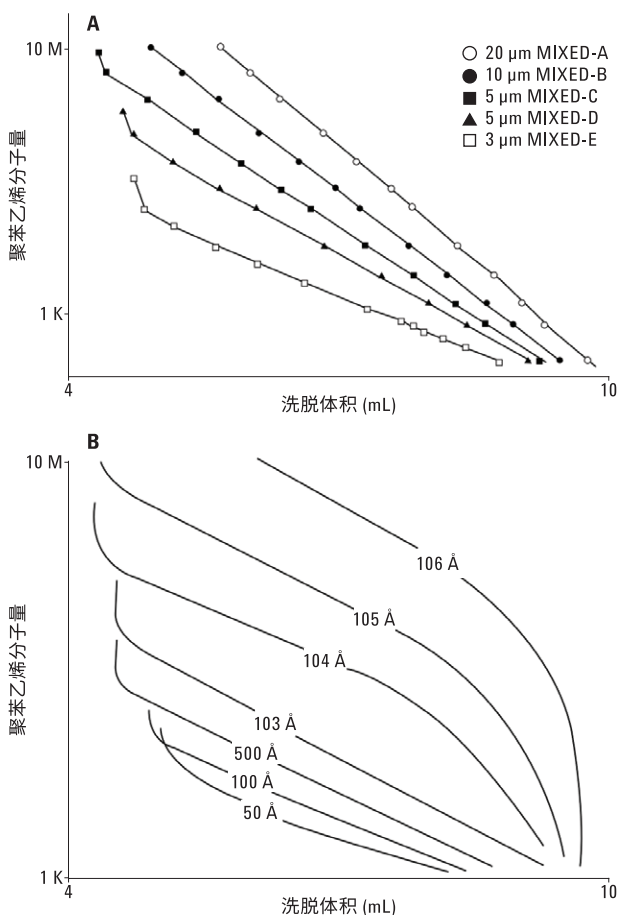 A
10 M
20 µm MIXED-A
10 µm MIXED-B
5 µm MIXED-C
5 µm MIXED-D
3 µm MIXED-E
聚苯乙烯分子量
1 K
4
10
洗脱体积 (mL)
B
10 M
106 Å
105 Å
104 Å
103 Å
500 Å
100 Å
50 Å
聚苯乙烯分子量
1 K
4
10
洗脱体积 (mL)